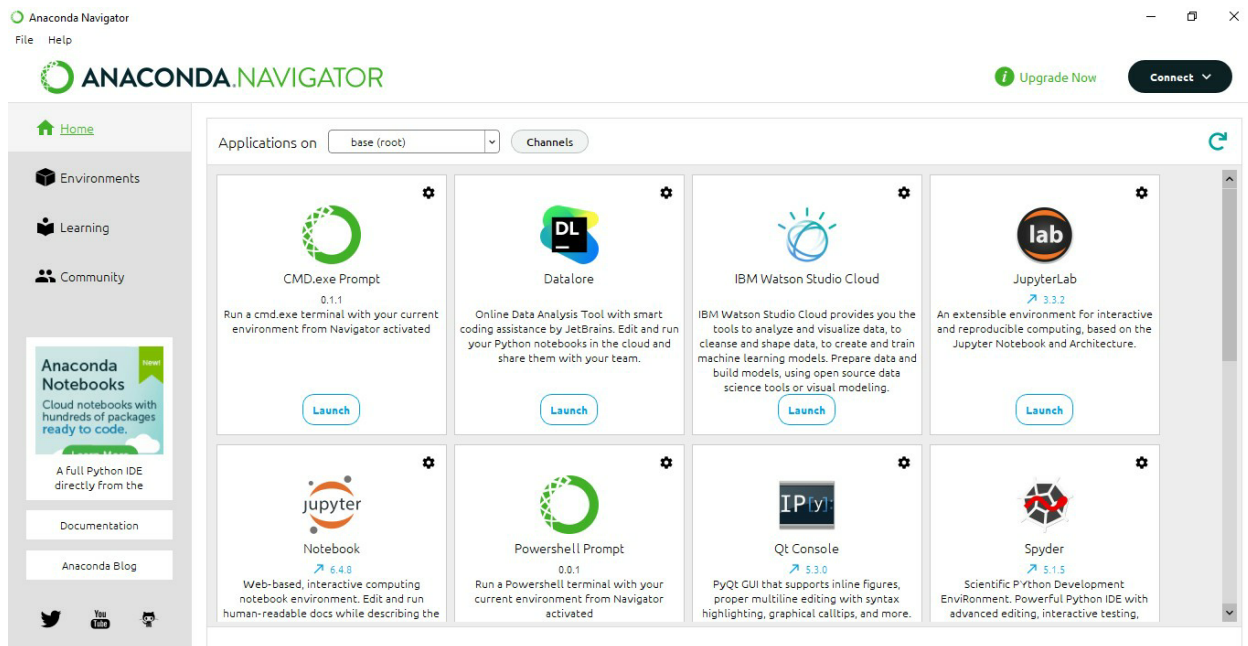 Anaconda Navigator
File Help
ANACONDA.NAVIGATOR
i Upgrade Now
Connect
Home
Environments
Learning
Community
Applications on base (root) Channels
CMD.exe Prompt
0.1.1
Run a cmd.exe terminal with your current
environment from Navigator activated
Launch
DL
Datalore
Online Data Analysis Tool with smart
coding assistance by JetBrains. Edit and run
your Python notebooks in the cloud and
share them with your team.
Launch
IBM Watson Studio Cloud
IBM Watson Studio Cloud provides you the
tools to analyze and visualize data, to
cleanse and shape data, to create and train
machine learning models. Prepare data and
build models, using open source data
science tools or visual modeling.
Launch
lab
JupyterLab
3.3.2
An extensible environment for interactive
and reproducible computing, based on the
Jupyter Notebook and Architecture.
Launch
jupyter
Notebook
6.4.8
Web-based, interactive computing
notebook environment. Edit and run
human-readable docs while describing the
Powershell Prompt
0.0.1
Run a Powershell terminal with your
current environment from Navigator
activated
IP[y]:
Qt Console
5.3.0
PyQt GUI that supports inline figures,
proper multiline editing with syntax
highlighting, graphical calltips, and more.
Spyder
5.1.5
Scientific PYthon Development
EnviRonment. Powerful Python IDE with
advanced editing, interactive testing,
New!
Anaconda
Notebooks
Cloud notebooks with
hundreds of packages
ready to code.
Learn More
A full Python IDE
directly from the
Documentation
Anaconda Blog
You
Tube